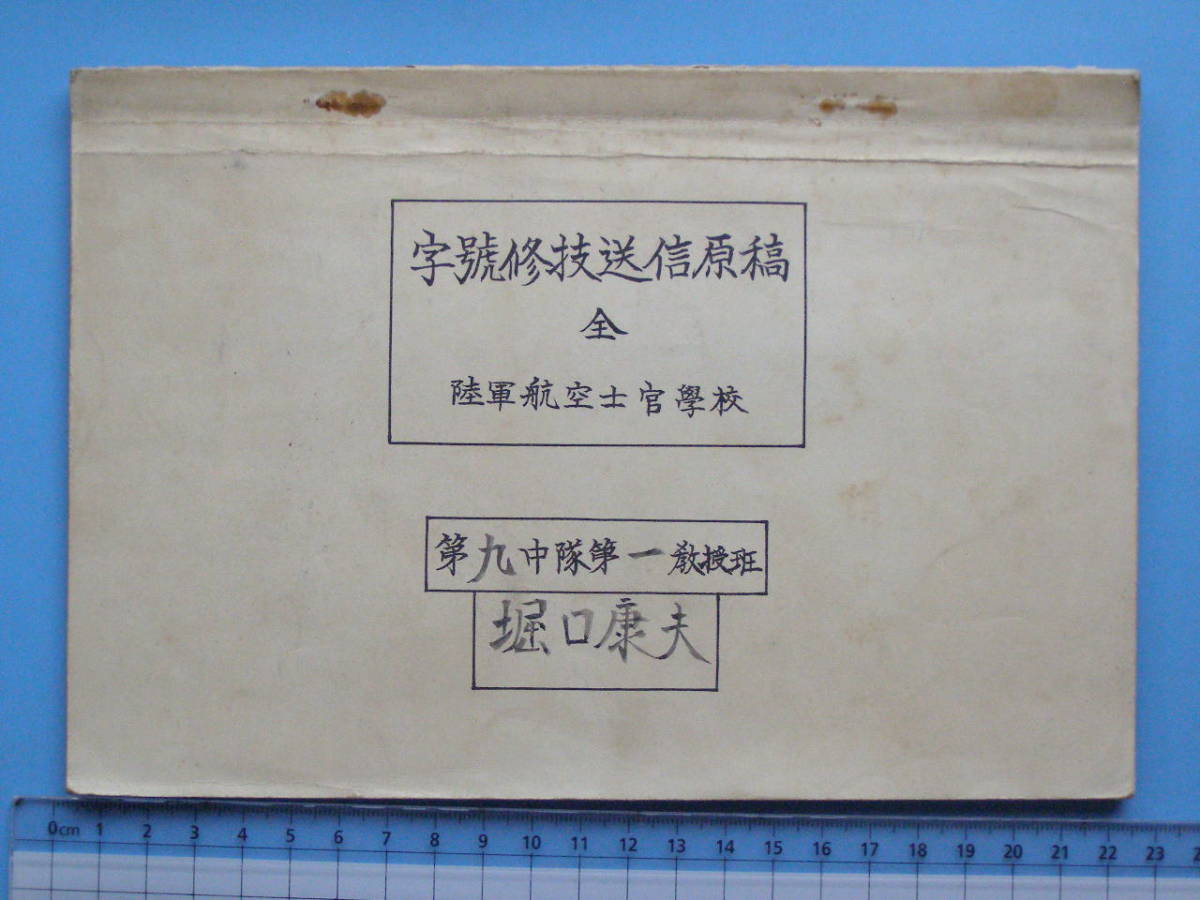 字號修技送信原稿
全
陸軍航空士官學校
第九中隊第一教授班
堀口康夫
0cm 1 2 3 4 5 6 7 8 9 10 11 12 13 14 15 16 17 18 19 20 21 22 23